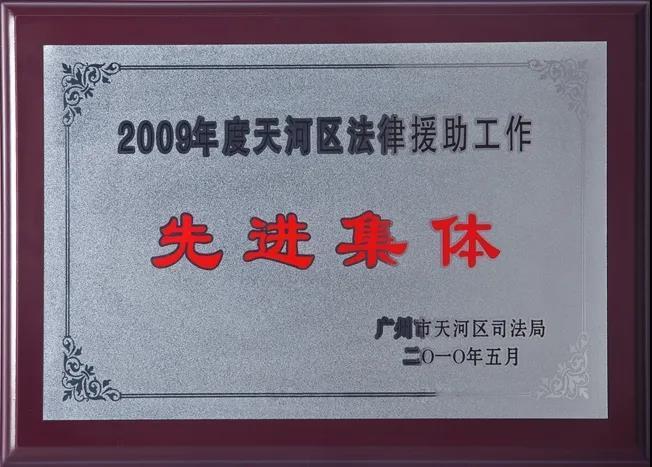 2009年度天河区法律援助工作
先进集体
广州市天河区司法局
二〇一〇年五月